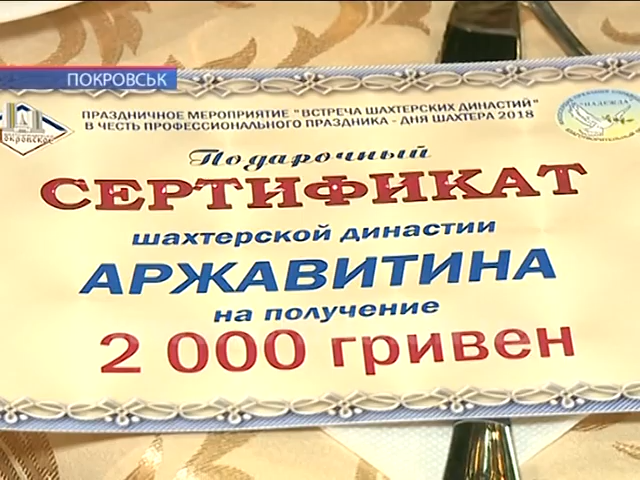 ПОКРОВСЬК
ПРАЗДНИЧНОЕ МЕРОПРИЯТИЕ "ВСТРЕЧА ШАХТЕРСКИХ ДИНАСТИЙ"
В ЧЕСТЬ ПРОФЕССИОНАЛЬНОГО ПРАЗДНИКА - ДНЯ ШАХТЕРА 2018
НАДЕЖДА
Подарочный
СЕРТИФИКАТ
шахтерской династии
АРЖАВИТИНА
на получение
2 000 гривен